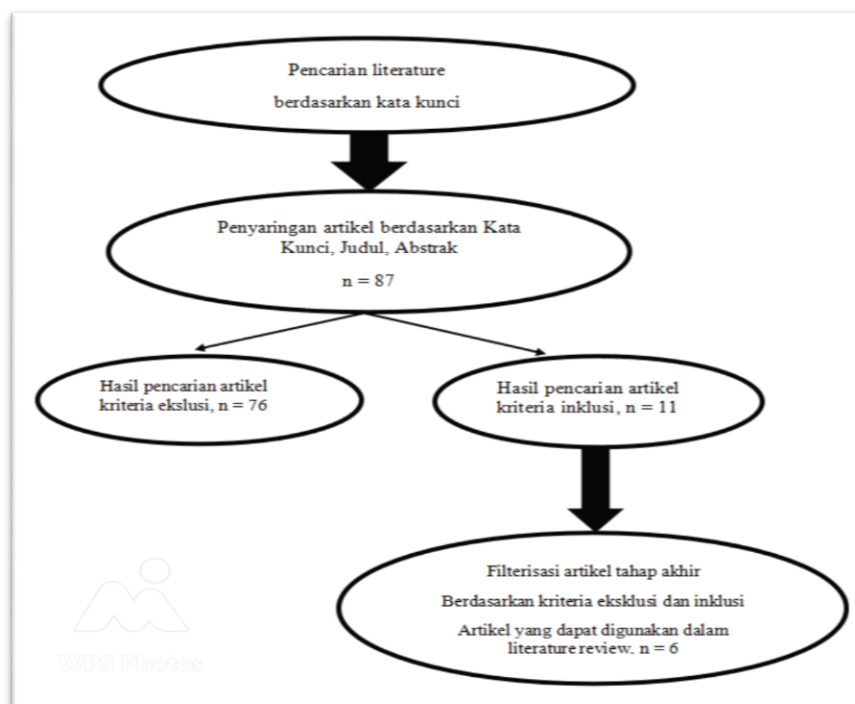 Pencarian literature
berdasarkan kata kunci
Penyaringan artikel berdasarkan Kata
Kunci, Judul, Abstrak
n = 87
Hasil pencarian artikel
kriteria ekslusi, n = 76
Hasil pencarian artikel
kriteria inklusi, n = 11
Filterisasi artikel tahap akhir
Berdasarkan kriteria eksklusi dan inklusi
Artikel yang dapat digunakan dalam
literature review. n = 6
WPS Photos